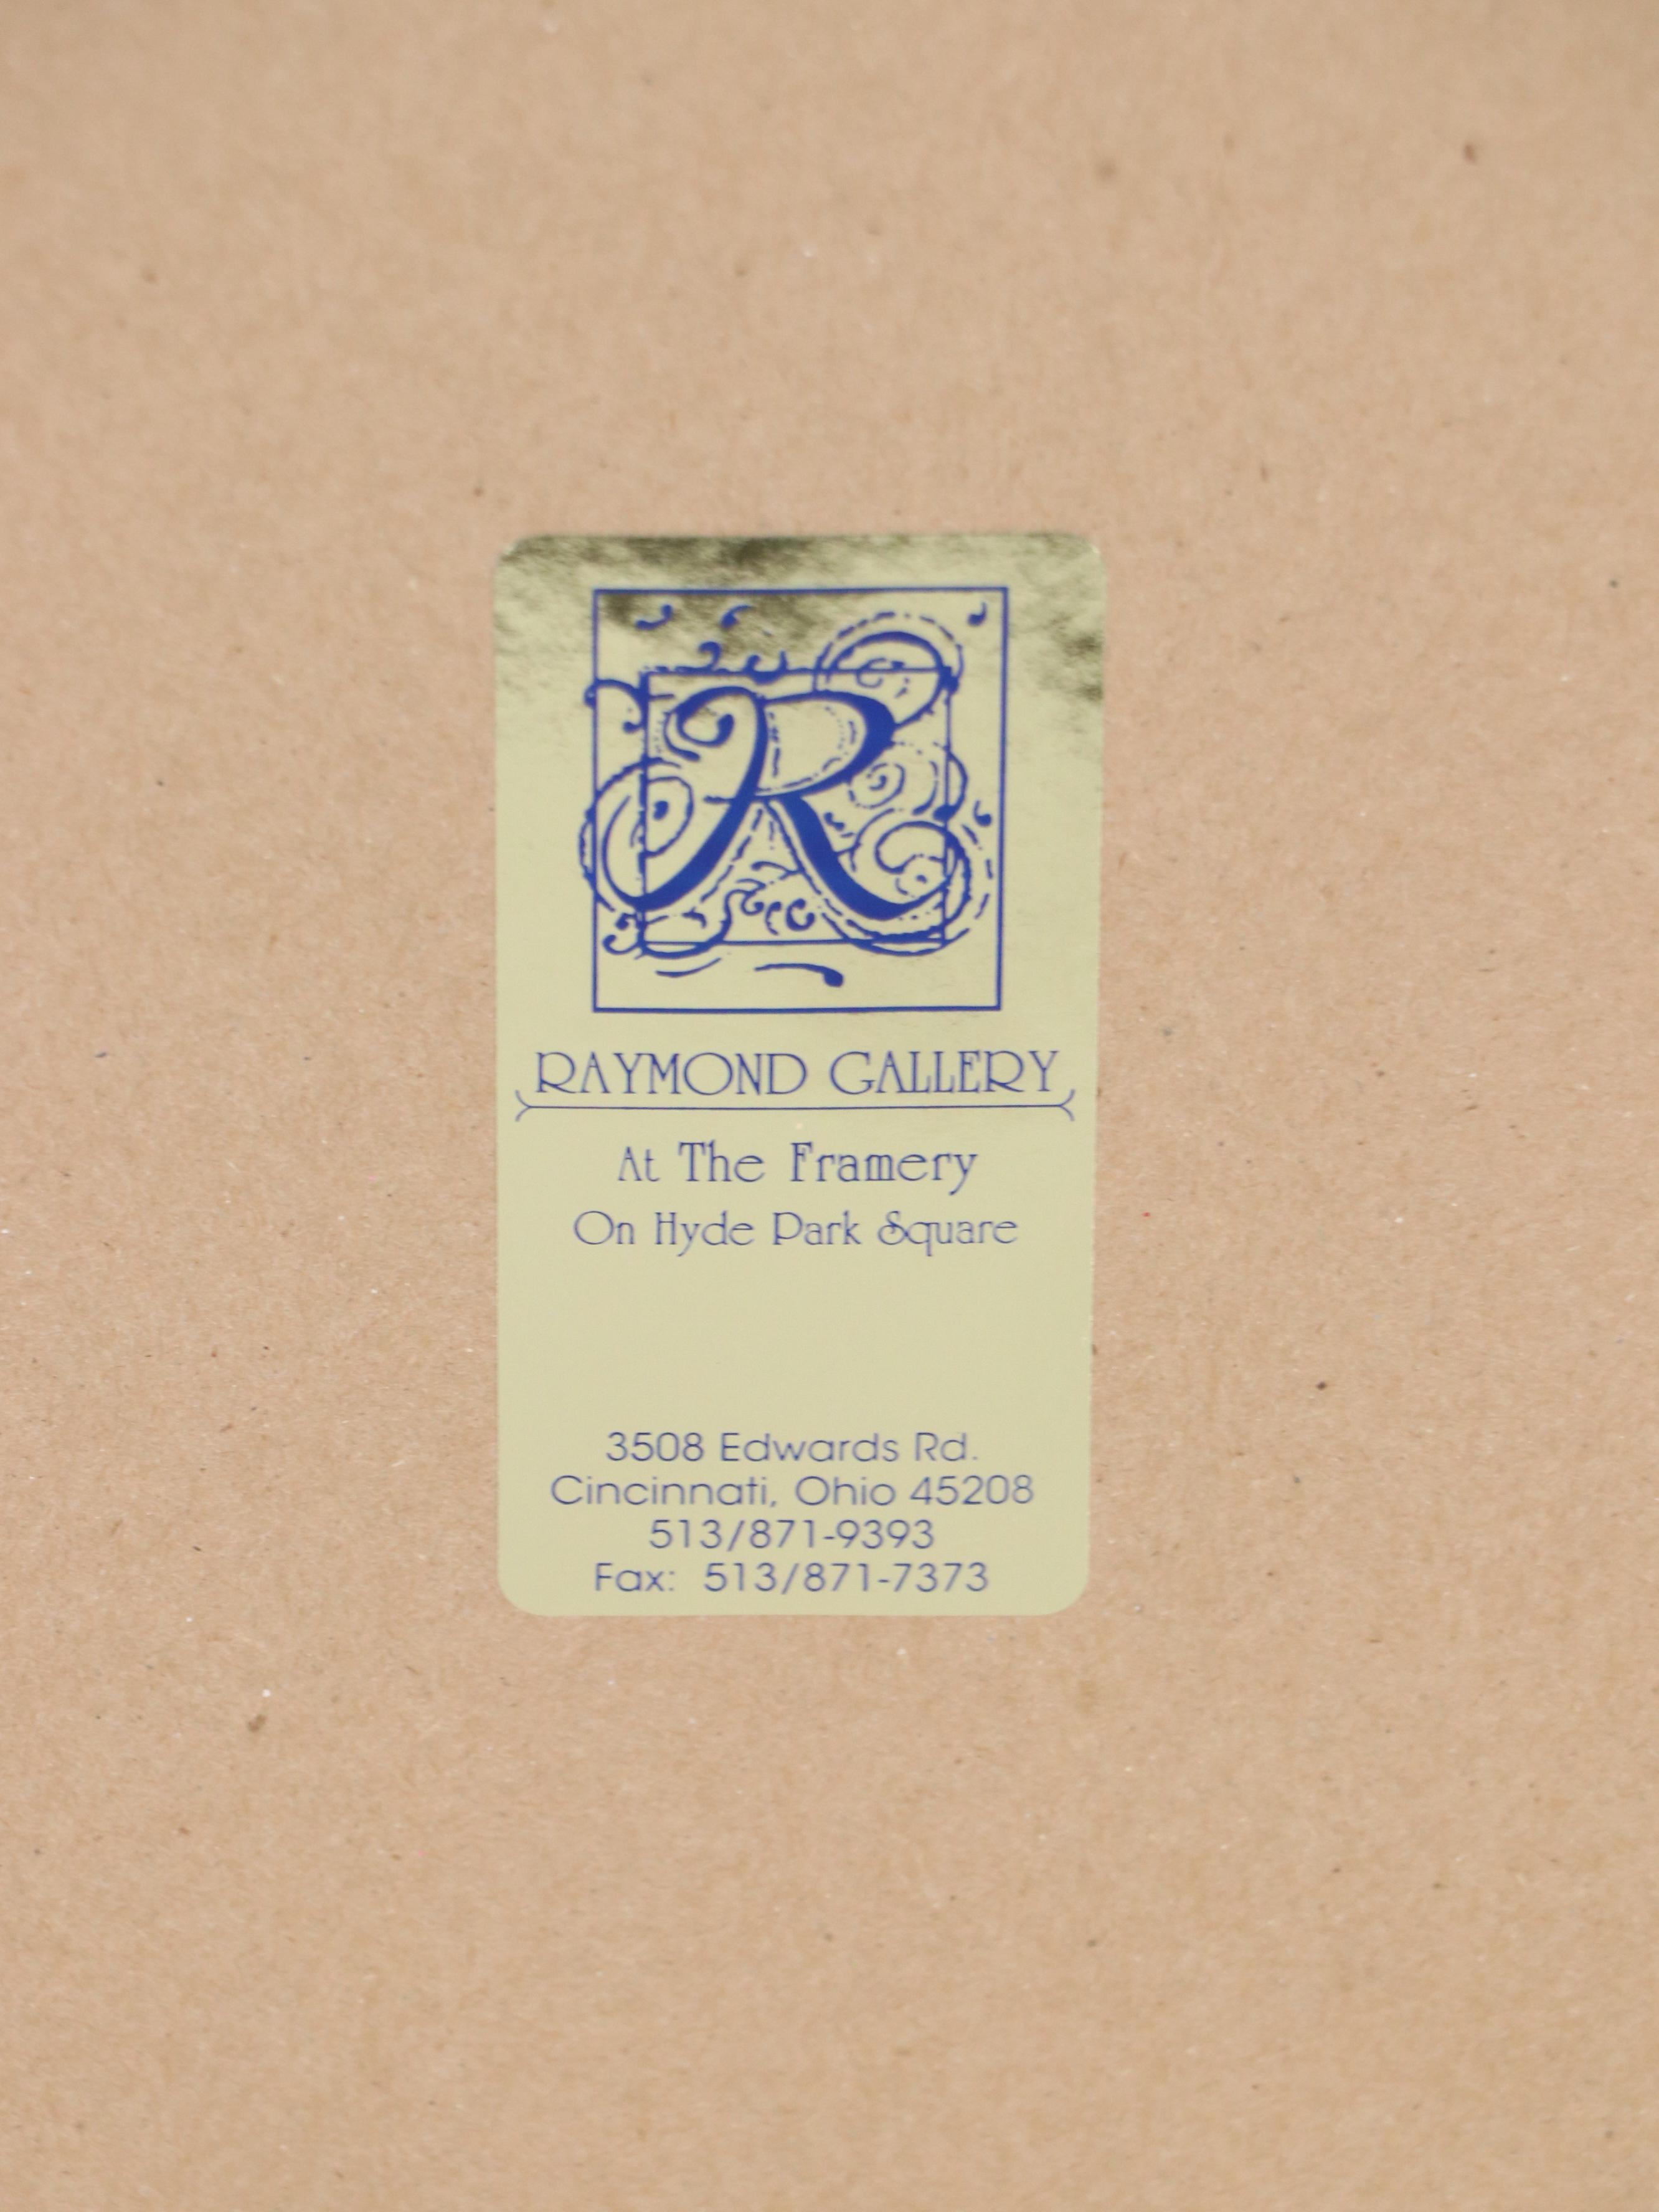 R
RAYMOND GALLERY
At The Framery
On Hyde Park Square
3508 Edwards Rd.
Cincinnati, Ohio 45208
513/871-9393
Fax: 513/871-7373